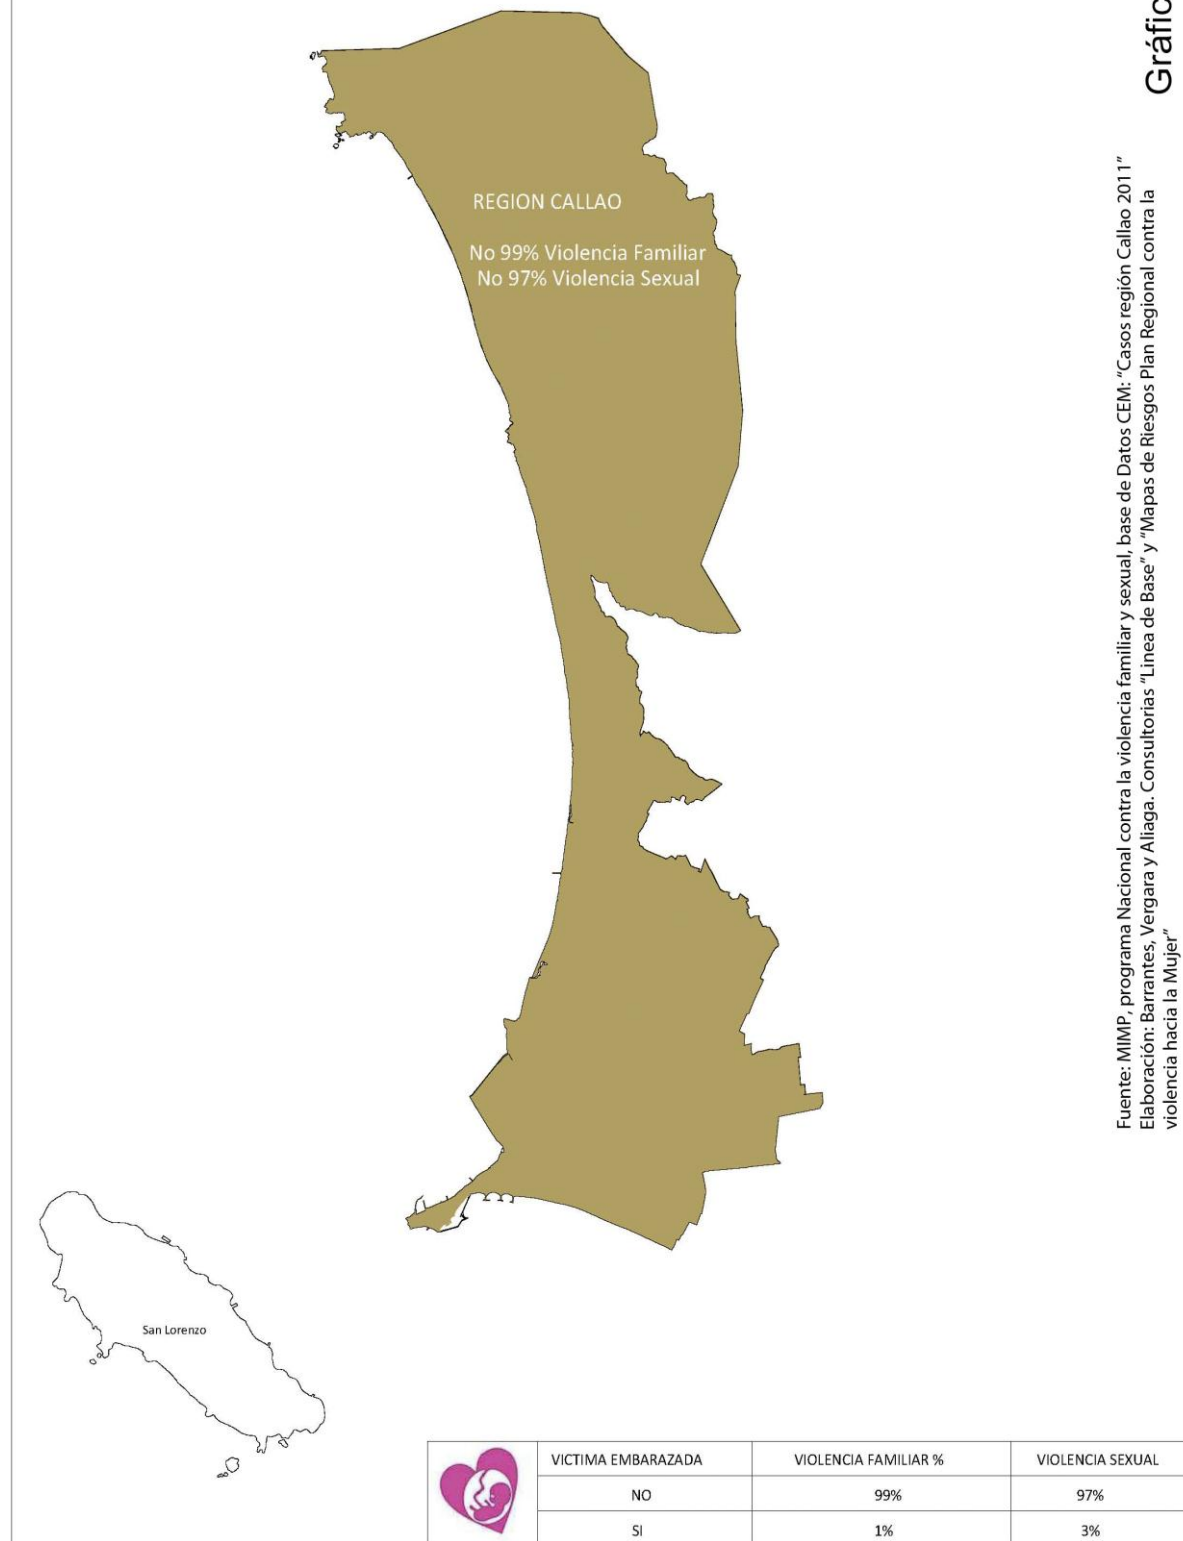 REGION CALLAO
No 99% Violencia Familiar
No 97% Violencia Sexual
San Lorenzo
VICTIMA EMBARAZADA VIOLENCIA FAMILIAR % VIOLENCIA SEXUAL
NO 99% 97%
SI 1% 3%
Fuente: MIMP, programa Nacional contra la violencia familiar y sexual, base de Datos CEM: “Casos región Callao 2011”
Elaboración: Barrantes, Vergara y Aliaga. Consultorias “Linea de Base” y “Mapas de Riesgos Plan Regional contra la
violencia hacia la Mujer”